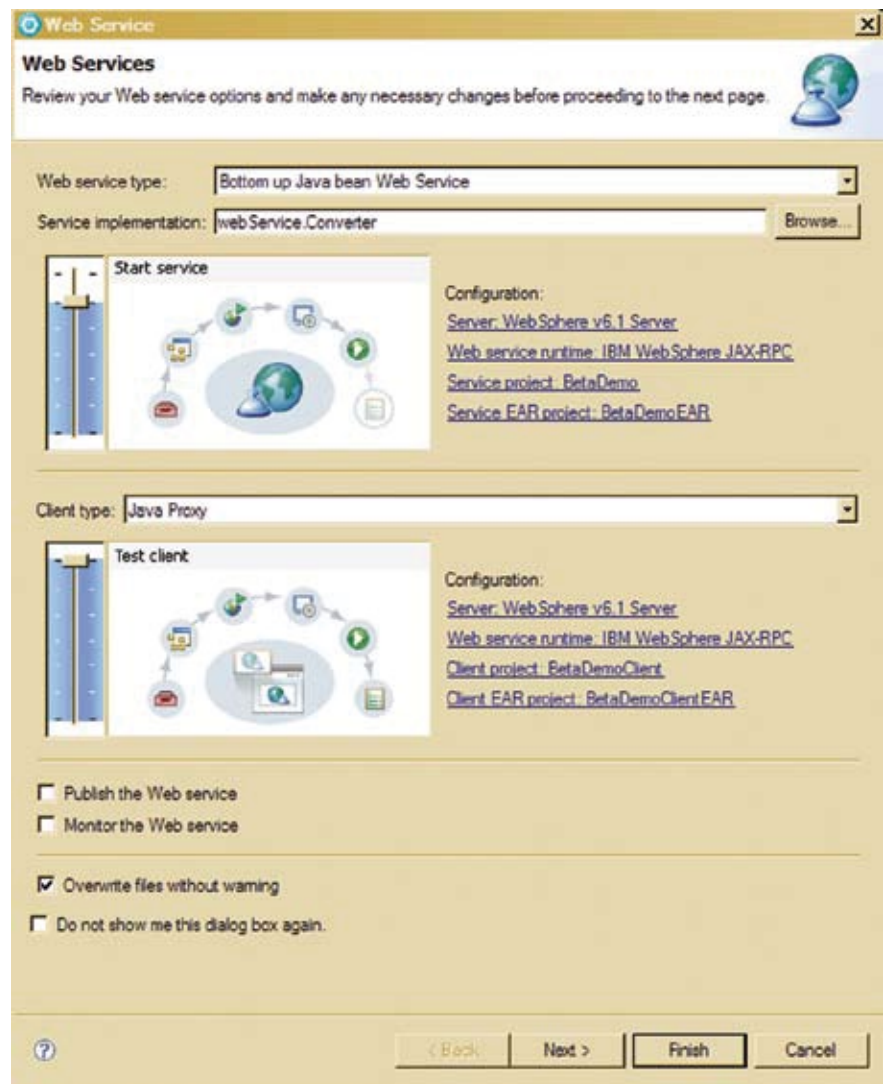 Web Service
Web Services
Review your Web service options and make any necessary changes before proceeding to the next page.
Web service type: Bottom up Java bean Web Service
Service implementation: webService.Converter Browse...
Start service
Configuration:
Server: WebSphere v6.1 Server
Web service runtime: IBM WebSphere JAX-RPC
Service project: BetaDemo
Service EAR project: BetaDemoEAR
Client type: Java Proxy
Test client
Configuration:
Server: WebSphere v6.1 Server
Web service runtime: IBM WebSphere JAX-RPC
Client project: BetaDemoClient
Client EAR project: BetaDemoClientEAR
Publish the Web service
Monitor the Web service
Overwrite files without warning
Do not show me this dialog box again.
? < Back Next > Finish Cancel